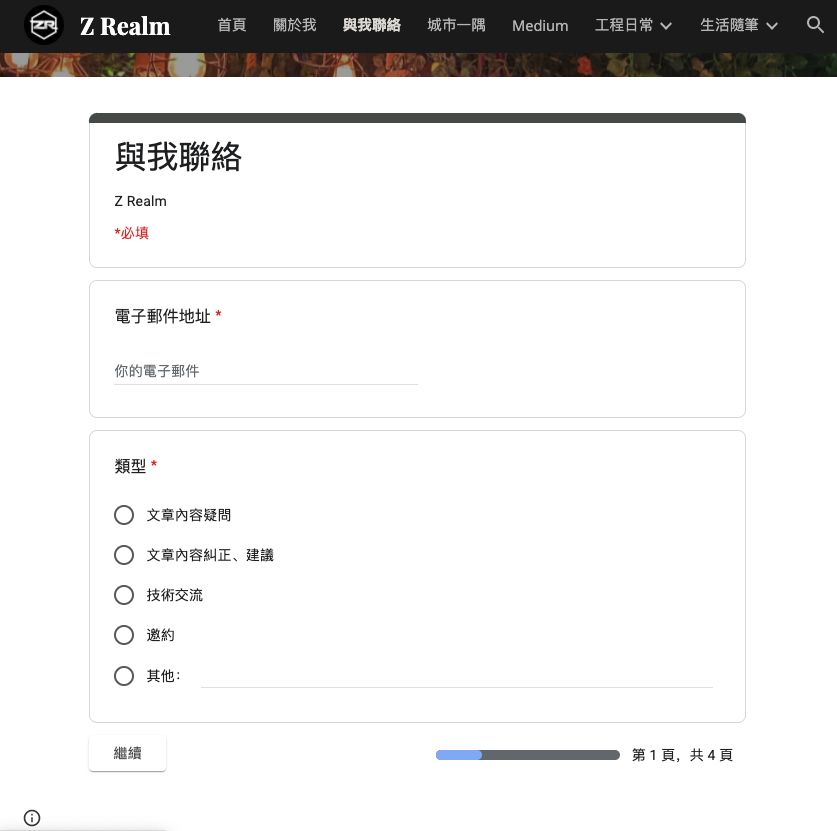 ZR Z Realm 首頁 關於我 與我聯絡 城市一隅 Medium 工程日常 生活隨筆
與我聯絡
Z Realm
*必填
電子郵件地址 *
你的電子郵件
類型 *
文章內容疑問
文章內容糾正、建議
技術交流
邀約
其他：
繼續 第 1 頁，共 4 頁